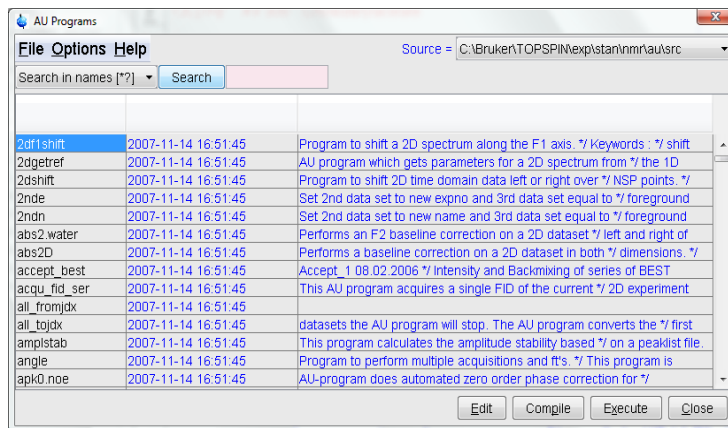 AU Programs
File Options Help Source = C:\Bruker\TOPSPIN\exp\stan\nmr\au\src
Search in names [*?] Search
2df1shift 2007-11-14 16:51:45 Program to shift a 2D spectrum along the F1 axis. */ Keywords : */ shift
2dgetref 2007-11-14 16:51:45 AU program which gets parameters for a 2D spectrum from */ the 1D
2dshift 2007-11-14 16:51:45 Program to shift 2D time domain data left or right over */ NSP points. */
2nde 2007-11-14 16:51:45 Set 2nd data set to new expno and 3rd data set equal to */ foreground
2ndn 2007-11-14 16:51:45 Set 2nd data set to new name and 3rd data set equal to */ foreground
abs2.water 2007-11-14 16:51:45 Performs an F2 baseline correction on a 2D dataset */ left and right of
abs2D 2007-11-14 16:51:45 Performs a baseline correction on a 2D dataset in both */ dimensions. */
accept_best 2007-11-14 16:51:45 Accept_1 08.02.2006 */ Intensity and Backmixing of series of BEST
acqu_fid_ser 2007-11-14 16:51:45 This AU program acquires a single FID of the current */ 2D experiment
all_fromjdx 2007-11-14 16:51:45
all_tojdx 2007-11-14 16:51:45 datasets the AU program will stop. The AU program converts the */ first
amplstab 2007-11-14 16:51:45 This program calculates the amplitude stability based */ on a peaklist file.
angle 2007-11-14 16:51:45 Program to perform multiple acquisitions and ft's. */ This program is
apk0.noe 2007-11-14 16:51:45 AU-program does automated zero order phase correction for */
Edit Compile Execute Close